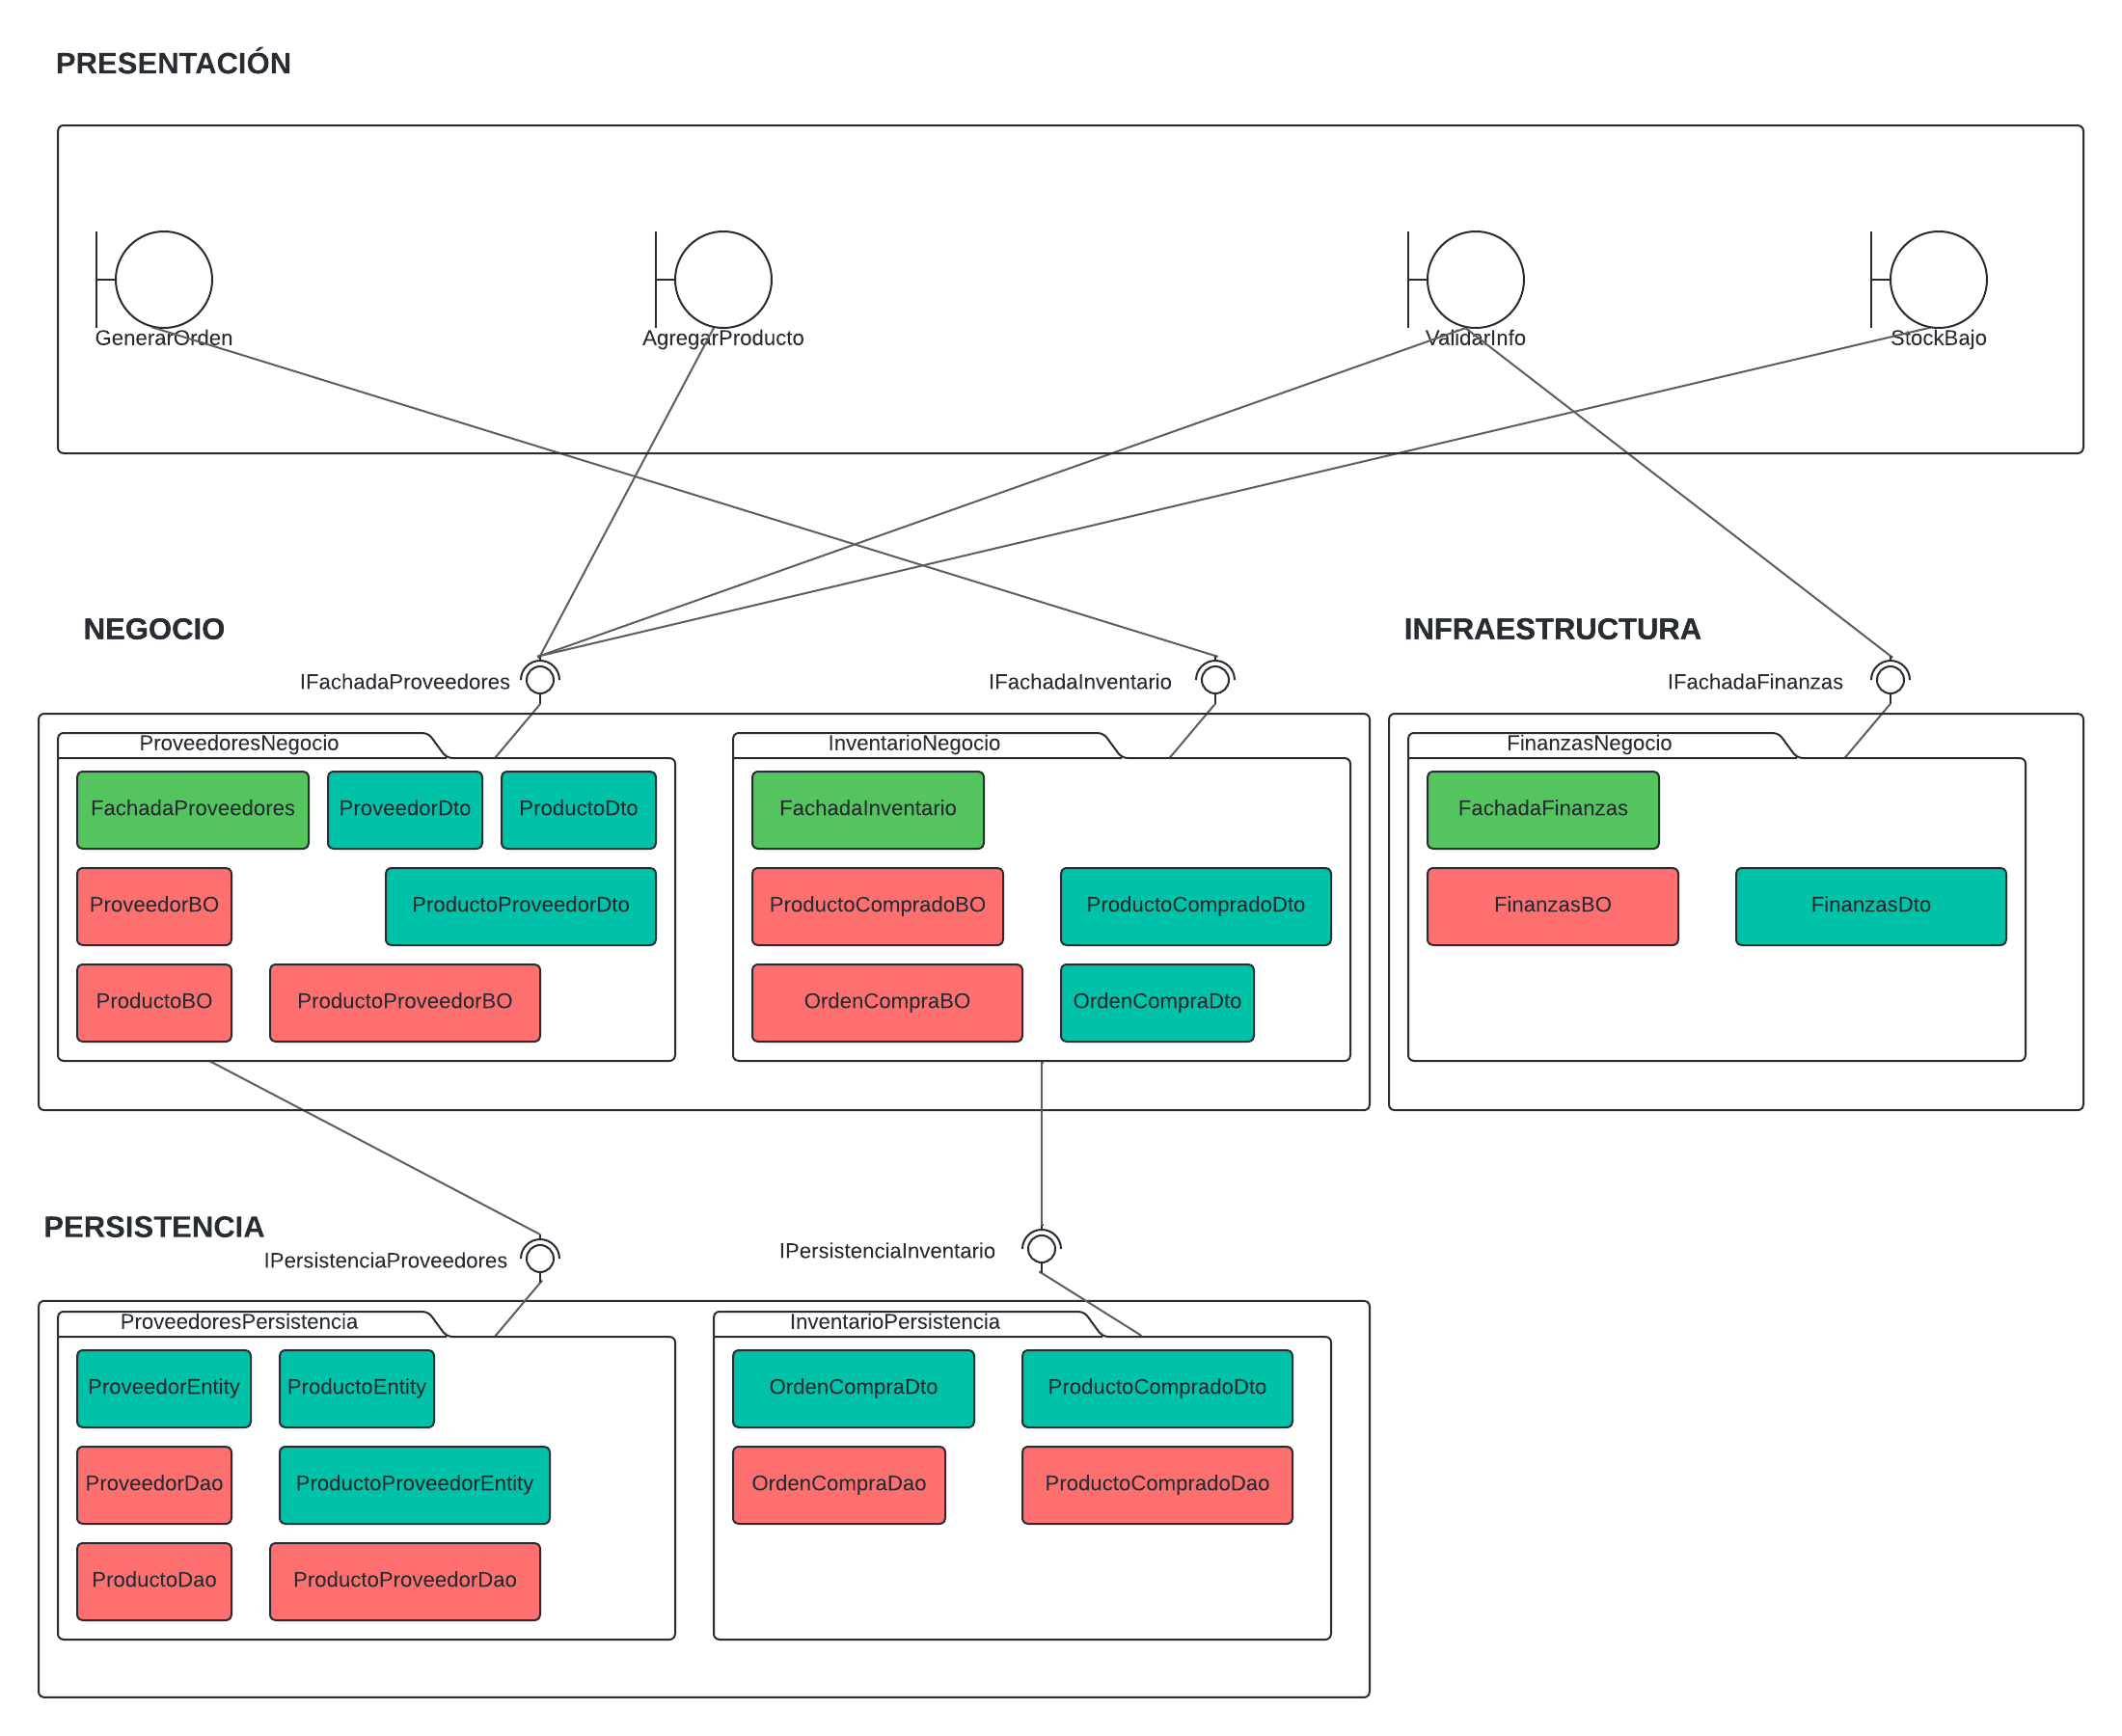 PRESENTACIÓN
GenerarOrden
AgregarProducto
ValidarInfo
StockBajo
NEGOCIO
INFRAESTRUCTURA
IFachadaProveedores
IFachadaInventario
IFachadaFinanzas
ProveedoresNegocio
FachadaProveedores
ProveedorDto
ProductoDto
ProveedorBO
ProductoProveedorDto
ProductoBO
ProductoProveedorBO
InventarioNegocio
FachadaInventario
ProductoCompradoBO
ProductoCompradoDto
OrdenCompraBO
OrdenCompraDto
FinanzasNegocio
FachadaFinanzas
FinanzasBO
FinanzasDto
PERSISTENCIA
IPersistenciaProveedores
IPersistenciaInventario
ProveedoresPersistencia
ProveedorEntity
ProductoEntity
ProveedorDao
ProductoProveedorEntity
ProductoDao
ProductoProveedorDao
InventarioPersistencia
OrdenCompraDto
ProductoCompradoDto
OrdenCompraDao
ProductoCompradoDao